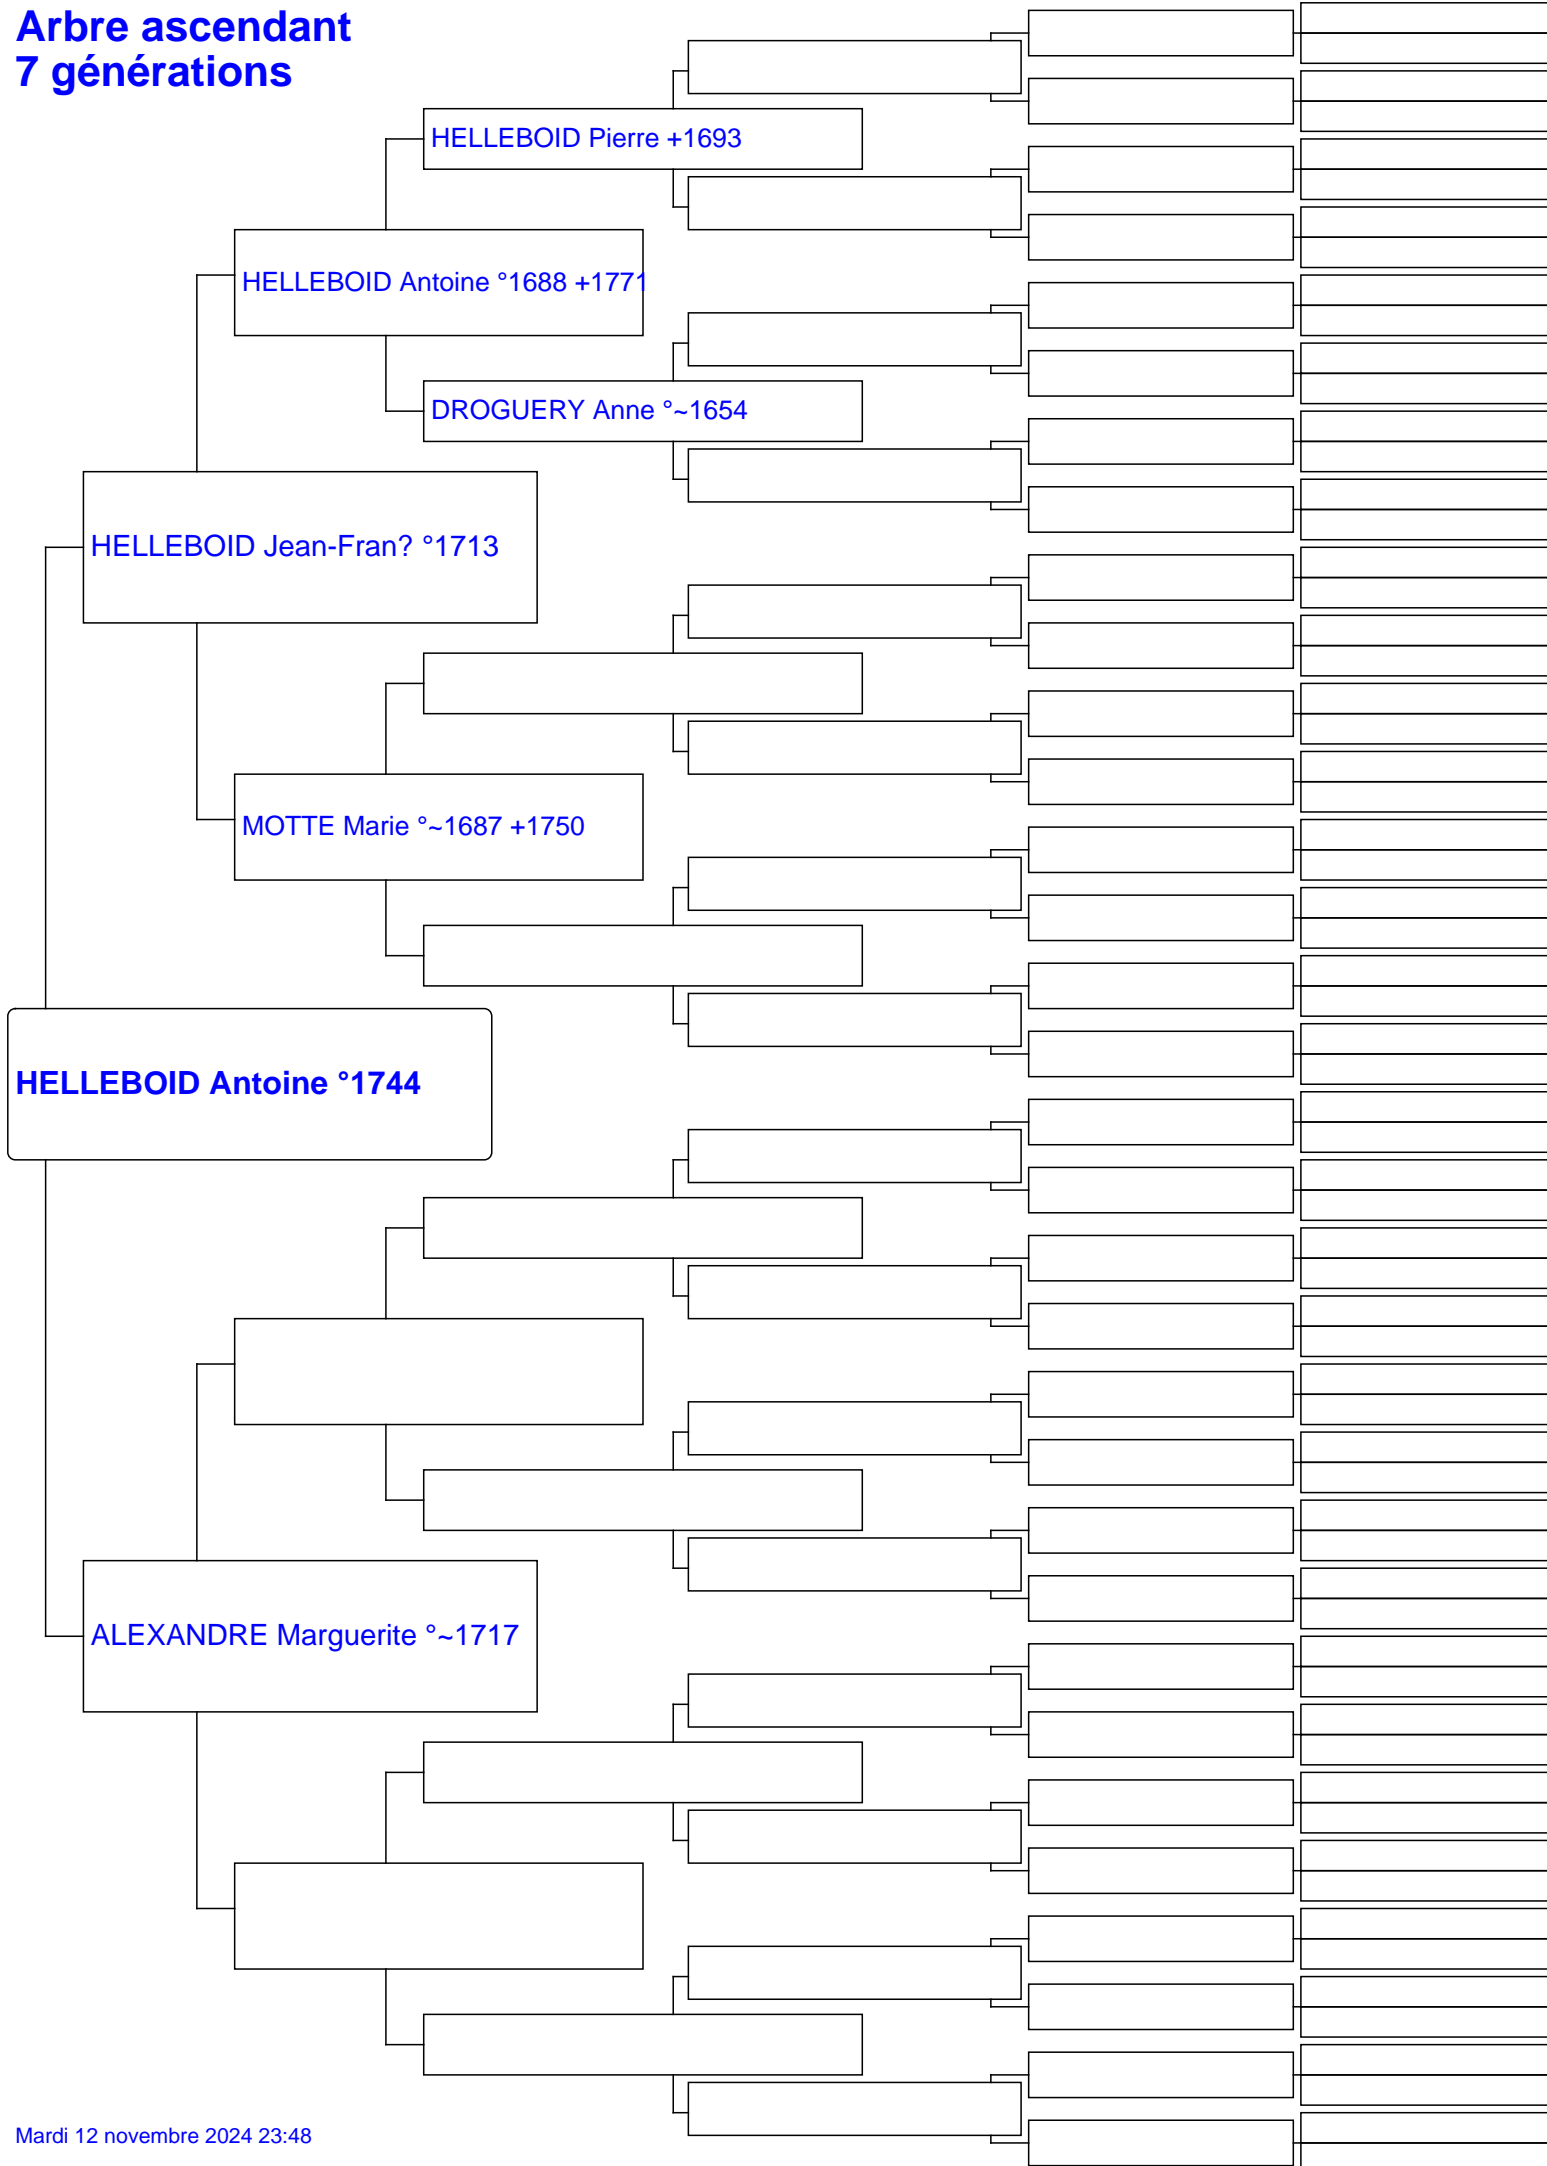 Arbre ascendant
7 générations
HELLEBOID Pierre +1693
HELLEBOID Antoine °1688 +1771
DROGUERY Anne °~1654
HELLEBOID Jean-Fran? °1713
MOTTE Marie °~1687 +1750
HELLEBOID Antoine °1744
ALEXANDRE Marguerite °~1717
Mardi 12 novembre 2024 23:48